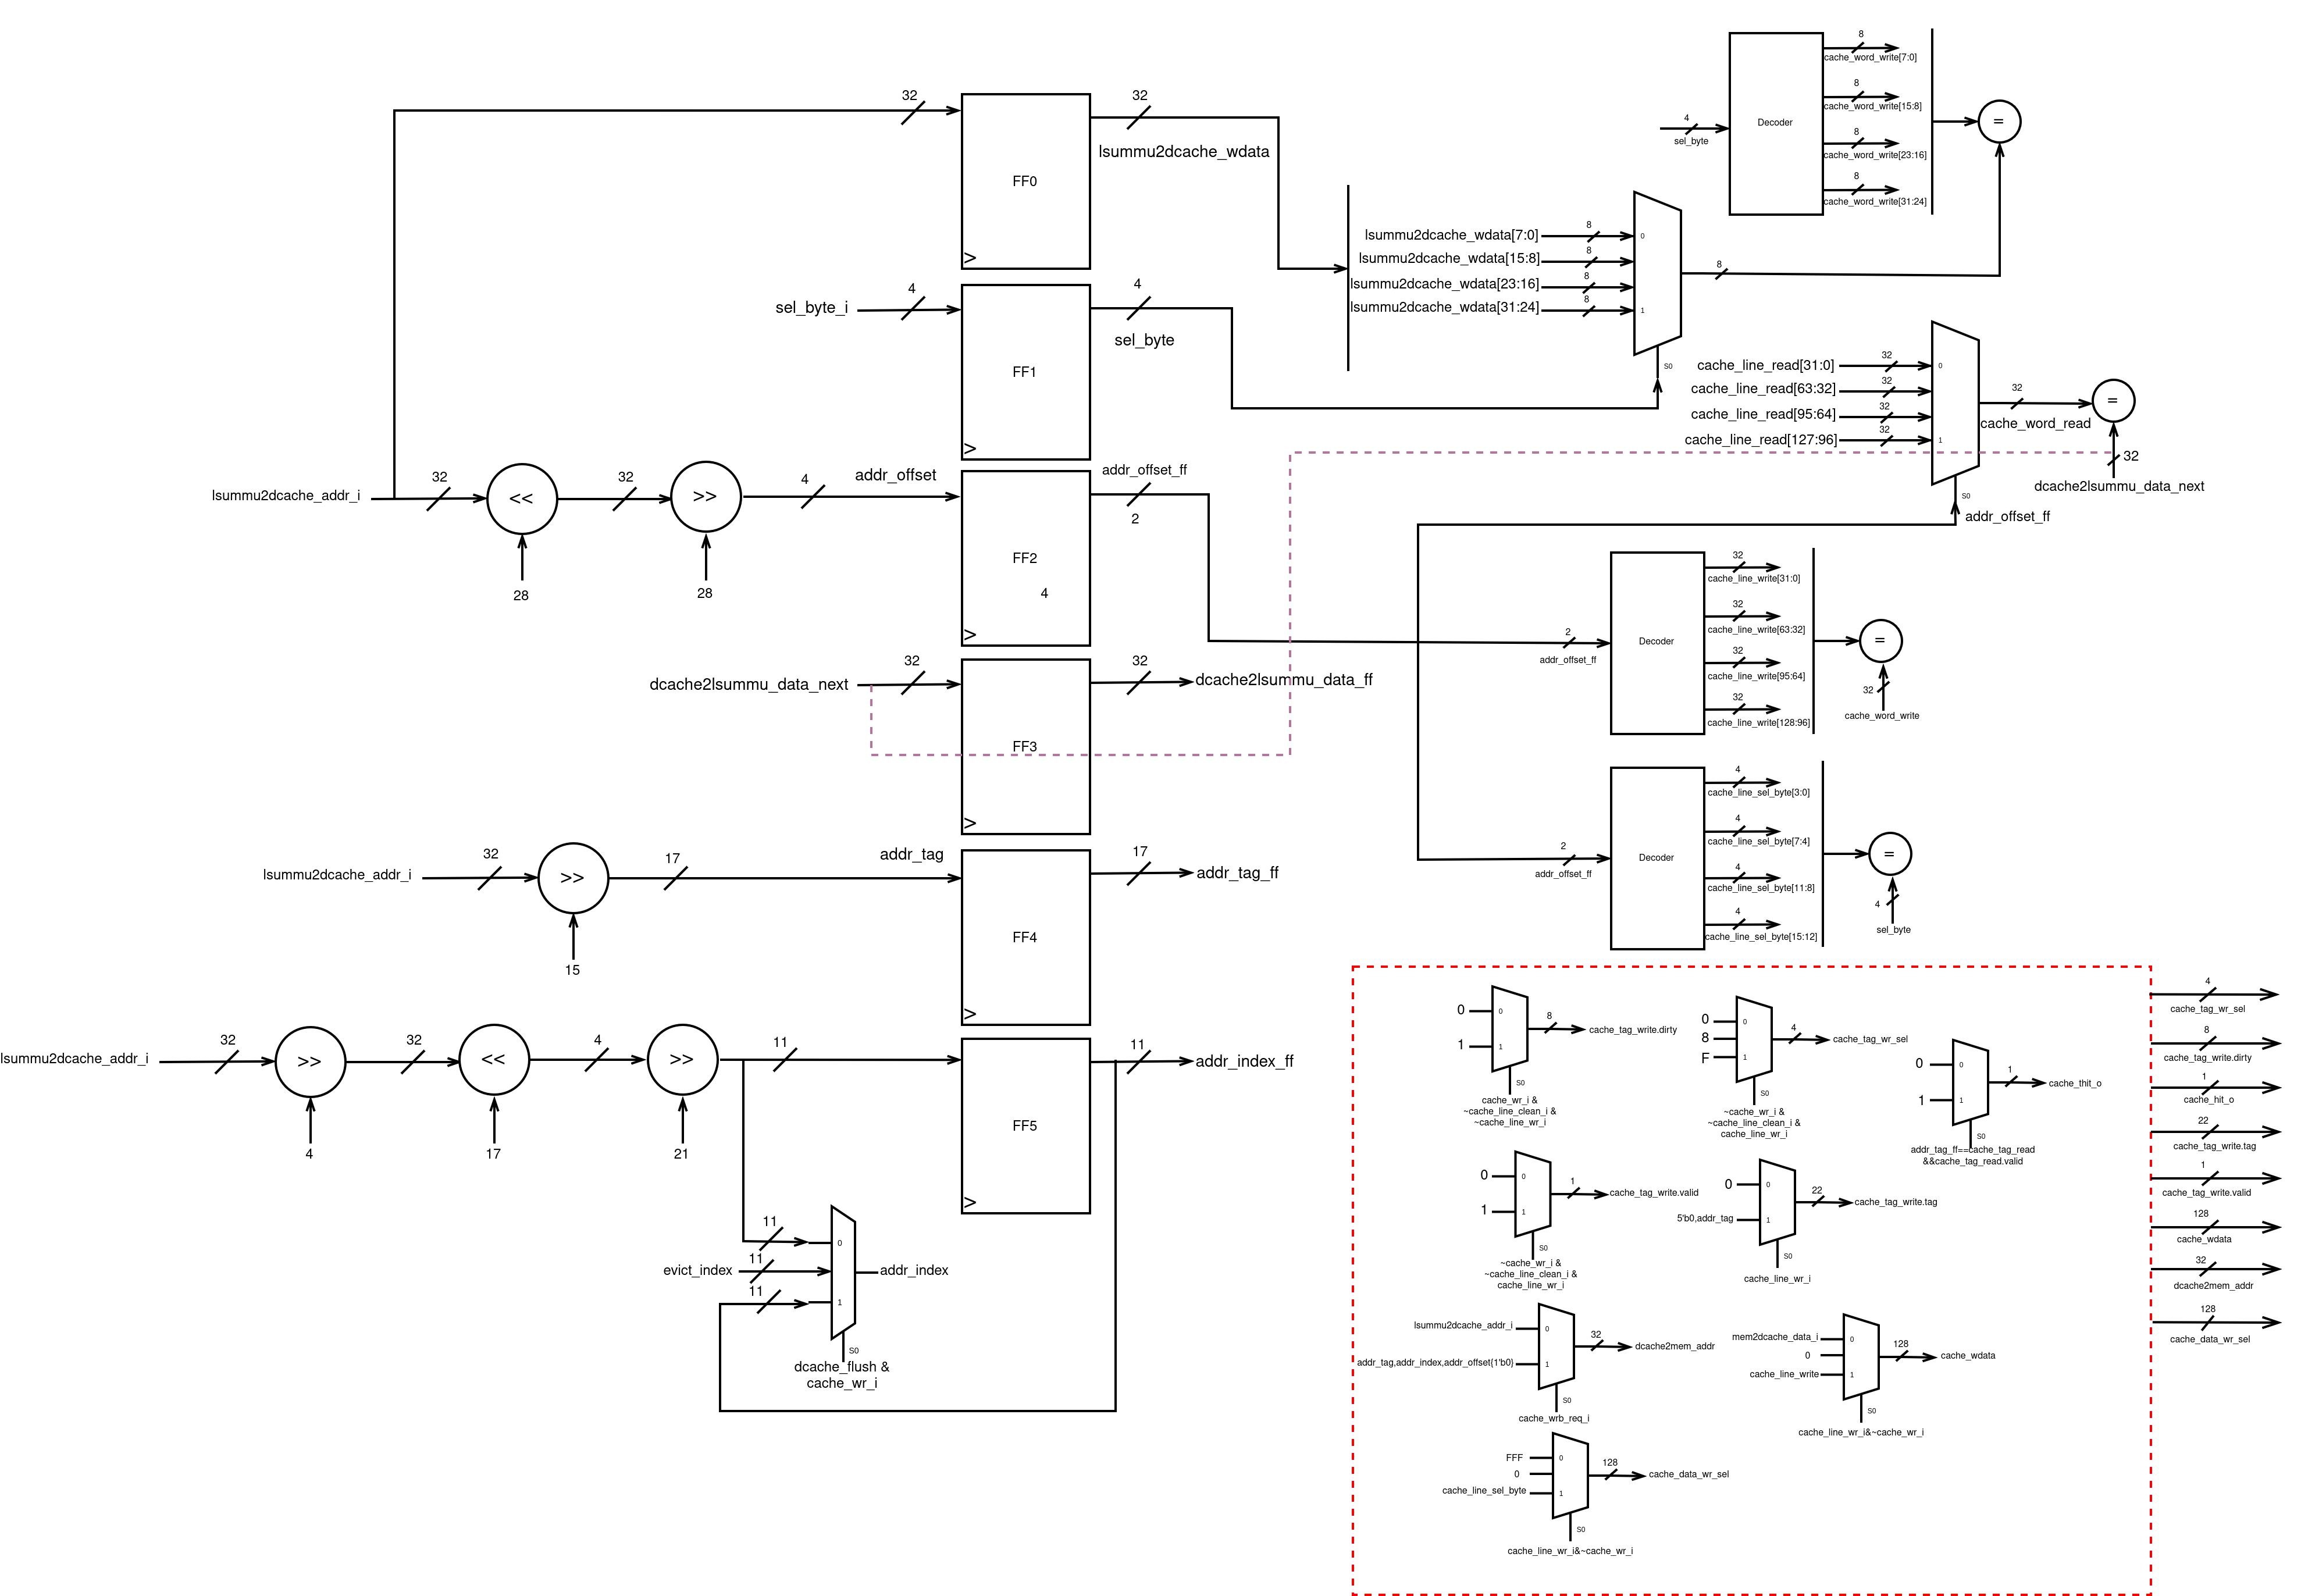 32
FF0
>
32
lsummu2dcache_wdata
sel_byte_i
4
FF1
>
4
sel_byte
lsummu2dcache_addr_i
32
<<
28
32
>>
28
4
addr_offset
FF2
4
>
addr_offset_ff
2
dcache2lsummu_data_next
32
FF3
>
32
dcache2lsummu_data_ff
lsummu2dcache_addr_i
32
>>
15
17
addr_tag
FF4
>
17
addr_tag_ff
lsummu2dcache_addr_i
32
>>
4
32
<<
17
4
>>
21
11
FF5
>
11
addr_index_ff
11
evict_index
11
11
0
1
S0
addr_index
dcache_flush &
cache_wr_i
4
sel_byte
Decoder
8
cache_word_write[7:0]
8
cache_word_write[15:8]
8
cache_word_write[23:16]
8
cache_word_write[31:24]
=
lsummu2dcache_wdata[7:0]
8
lsummu2dcache_wdata[15:8]
8
lsummu2dcache_wdata[23:16]
8
lsummu2dcache_wdata[31:24]
8
0
1
S0
8
cache_line_read[31:0]
32
cache_line_read[63:32]
32
cache_line_read[95:64]
32
cache_line_read[127:96]
32
0
1
S0
addr_offset_ff
32
cache_word_read
=
32
dcache2lsummu_data_next
2
addr_offset_ff
Decoder
32
cache_line_write[31:0]
32
cache_line_write[63:32]
32
cache_line_write[95:64]
32
cache_line_write[128:96]
=
32
cache_word_write
2
addr_offset_ff
Decoder
4
cache_line_sel_byte[3:0]
4
cache_line_sel_byte[7:4]
4
cache_line_sel_byte[11:8]
4
cache_line_sel_byte[15:12]
=
4
sel_byte
0
1
0
1
S0
8
cache_tag_write.dirty
cache_wr_i &
~cache_line_clean_i &
~cache_line_wr_i
0
8
F
0
1
S0
4
cache_tag_wr_sel
~cache_wr_i &
~cache_line_clean_i &
cache_line_wr_i
0
1
0
1
S0
1
cache_thit_o
addr_tag_ff==cache_tag_read
&&cache_tag_read.valid
0
1
0
1
S0
1
cache_tag_write.valid
~cache_wr_i &
~cache_line_clean_i &
cache_line_wr_i
0
5'b0,addr_tag
0
1
S0
22
cache_tag_write.tag
cache_line_wr_i
lsummu2dcache_addr_i
addr_tag,addr_index,addr_offset{1'b0}
0
1
S0
32
dcache2mem_addr
cache_wrb_req_i
mem2dcache_data_i
0
cache_line_write
0
1
S0
128
cache_wdata
cache_line_wr_i&~cache_wr_i
FFF
0
cache_line_sel_byte
0
1
S0
128
cache_data_wr_sel
cache_line_wr_i&~cache_wr_i
4
cache_tag_wr_sel
8
cache_tag_write.dirty
1
cache_hit_o
22
cache_tag_write.tag
1
cache_tag_write.valid
128
cache_wdata
32
dcache2mem_addr
128
cache_data_wr_sel